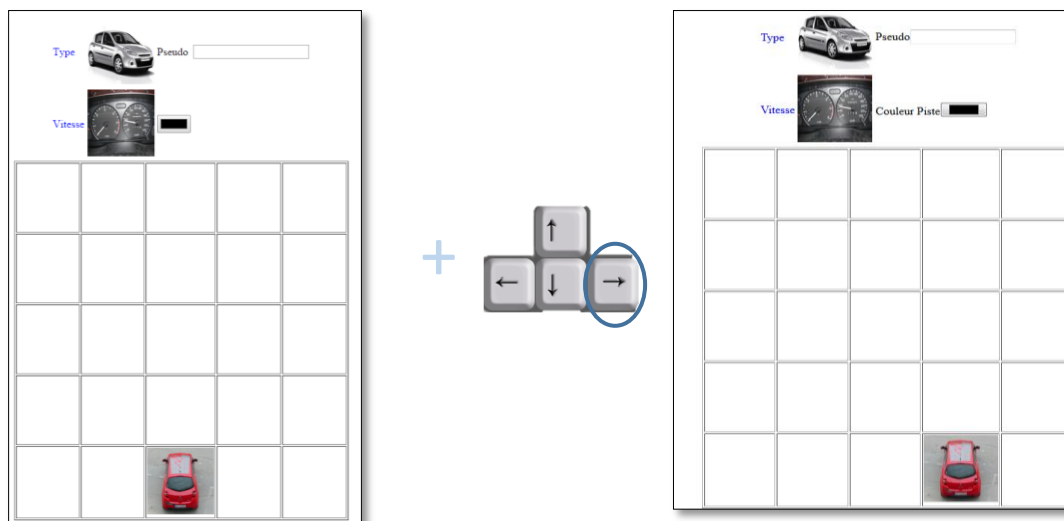 Type Pseudo
Vitesse
+
↑
← ↓ →
Type Pseudo
Vitesse Couleur Piste